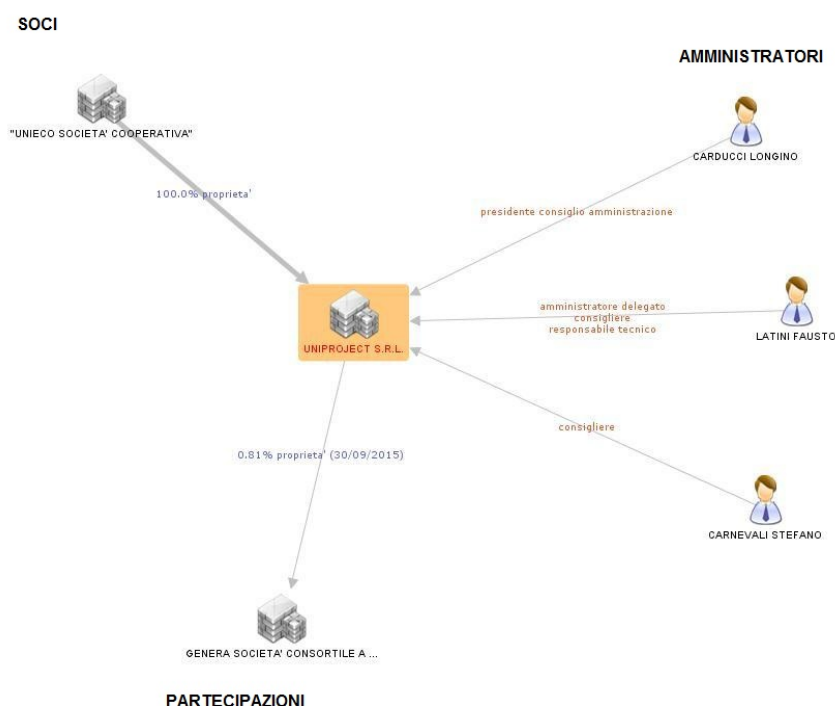 SOCI
AMMINISTRATORI
"UNIECO SOCIETA' COOPERATIVA"
CARDUCCI LONGINO
100.0% proprieta'
presidente consiglio amministrazione
amministratore delegato
consigliere
responsabile tecnico
LATINI FAUSTO
UNIPROJECT S.R.L.
consigliere
0.81% proprieta' (30/09/2015)
CARNEVALI STEFANO
GENERA SOCIETA' CONSORTILE A ...
PARTECIPAZIONI